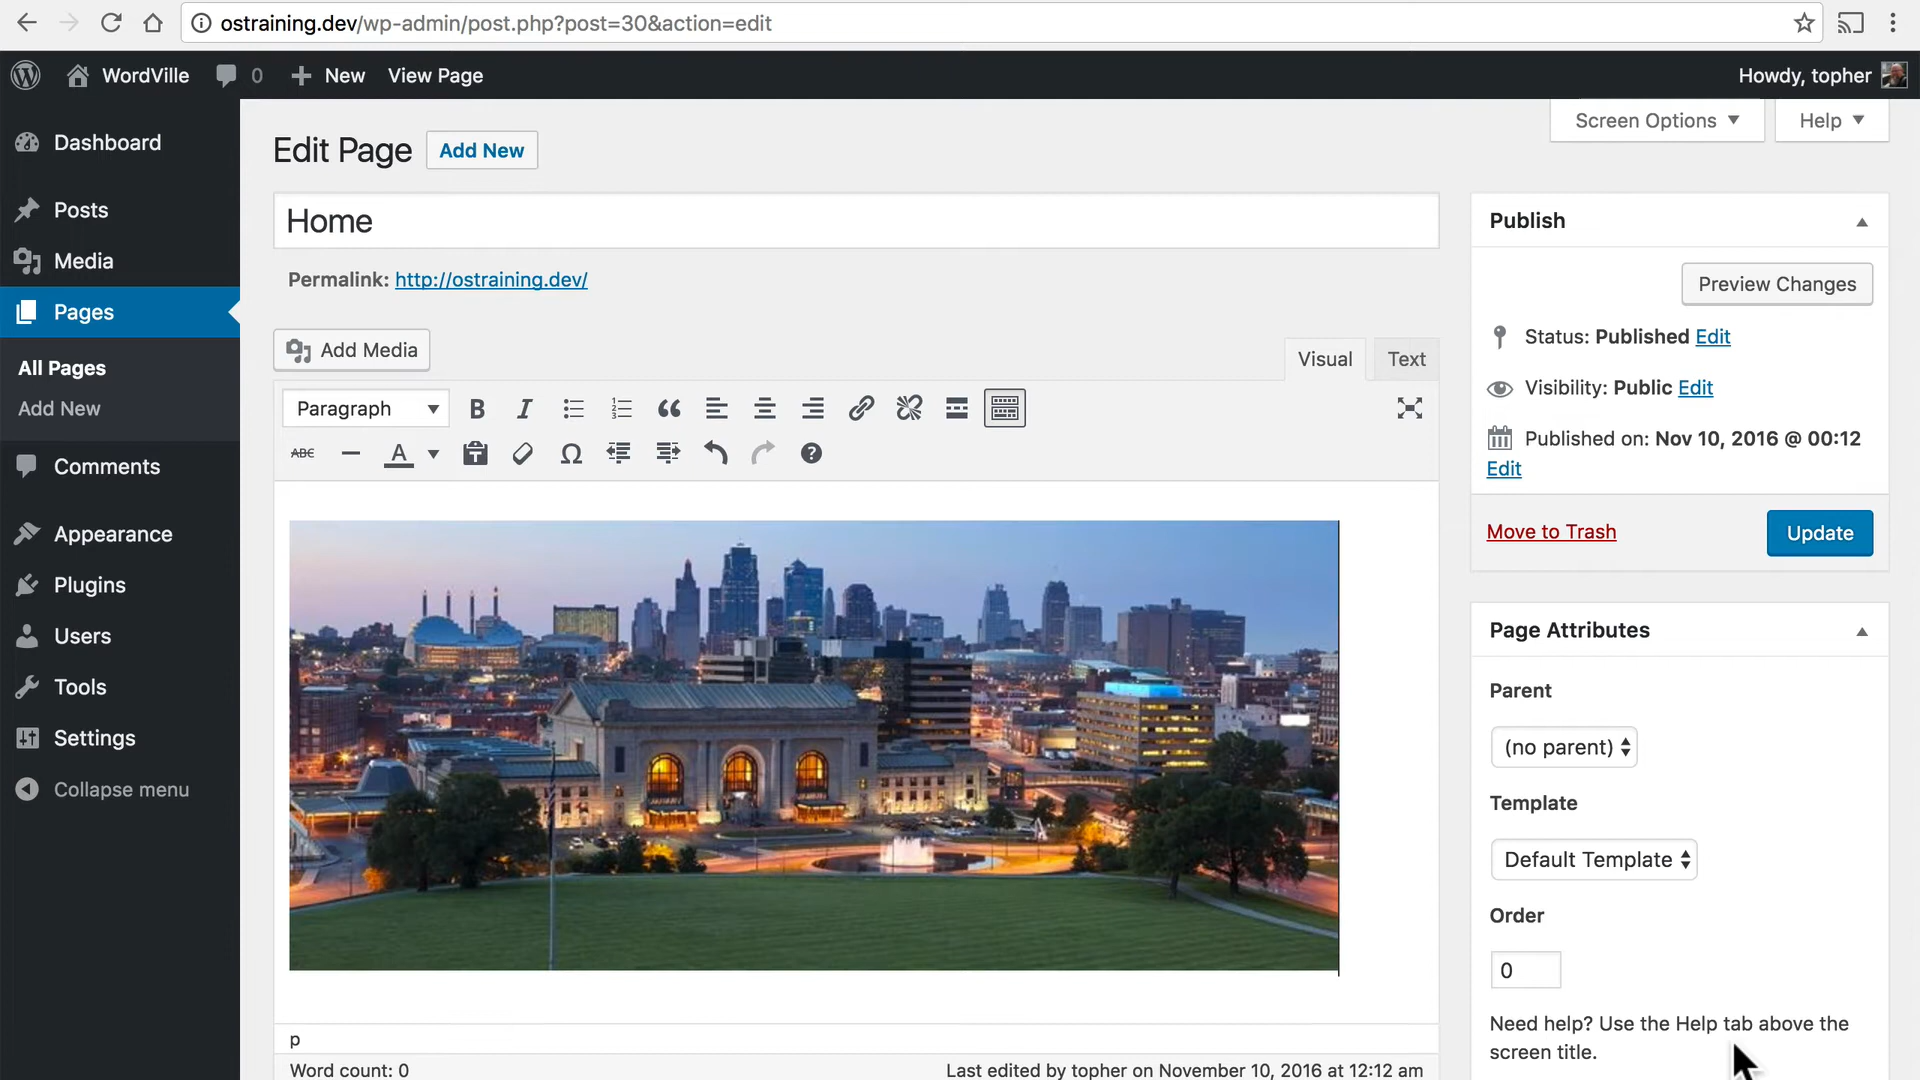 ostraining.dev/wp-admin/post.php?post=30&action=edit
WordVille 0 New View Page Howdy, topher
Screen Options Help
Dashboard
Posts
Media
Pages
All Pages
Add New
Comments
Appearance
Plugins
Users
Tools
Settings
Collapse menu
Edit Page Add New
Home
Permalink: http://ostraining.dev/
Add Media
Visual Text
Paragraph B I
ABC A
p
Word count: 0
Last edited by topher on November 10, 2016 at 12:12 am
Publish
Preview Changes
Status: Published Edit
Visibility: Public Edit
Published on: Nov 10, 2016 @ 00:12
Edit
Move to Trash Update
Page Attributes
Parent
(no parent)
Template
Default Template
Order
0
Need help? Use the Help tab above the
screen title.